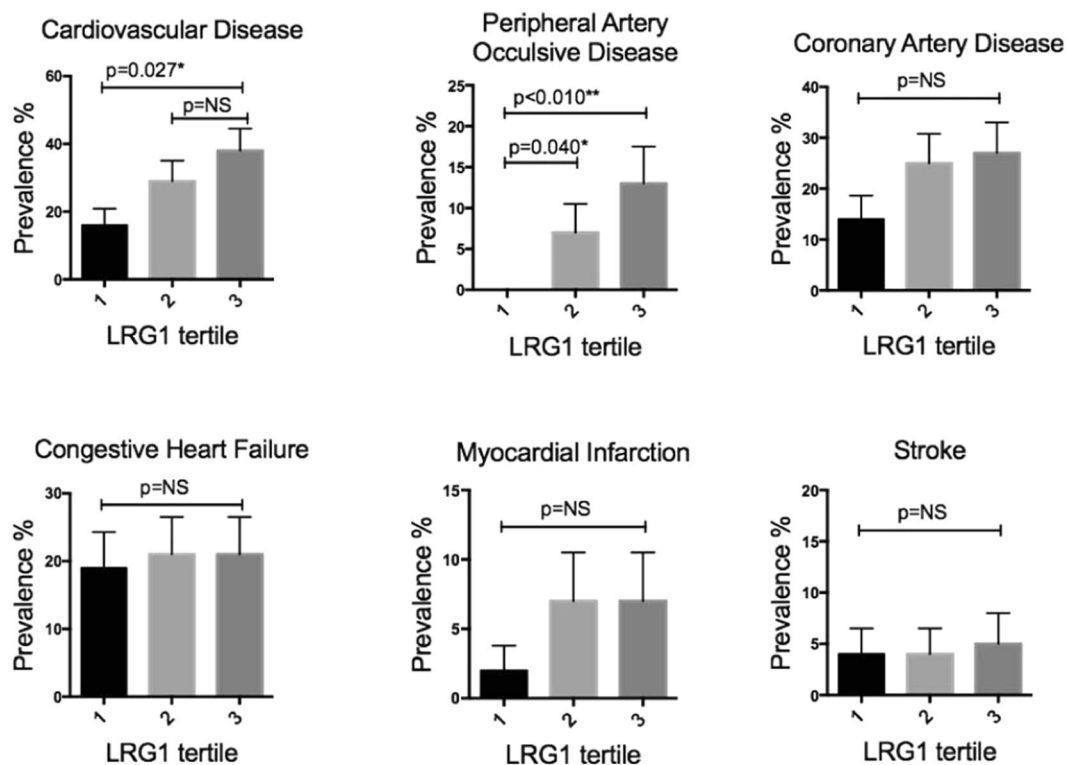 Cardiovascular Disease
p=0.027*
p=NS
Prevalence %
60
40
20
0
1
2
3
LRG1 tertile
Peripheral Artery
Occulsive Disease
p<0.010**
p=0.040*
Prevalence %
25
20
15
10
5
0
1
2
3
LRG1 tertile
Coronary Artery Disease
p=NS
Prevalence %
40
30
20
10
0
1
2
3
LRG1 tertile
Congestive Heart Failure
p=NS
Prevalence %
30
20
10
0
1
2
3
LRG1 tertile
Myocardial Infarction
p=NS
Prevalence %
15
10
5
0
1
2
3
LRG1 tertile
Stroke
p=NS
Prevalence %
20
15
10
5
0
1
2
3
LRG1 tertile